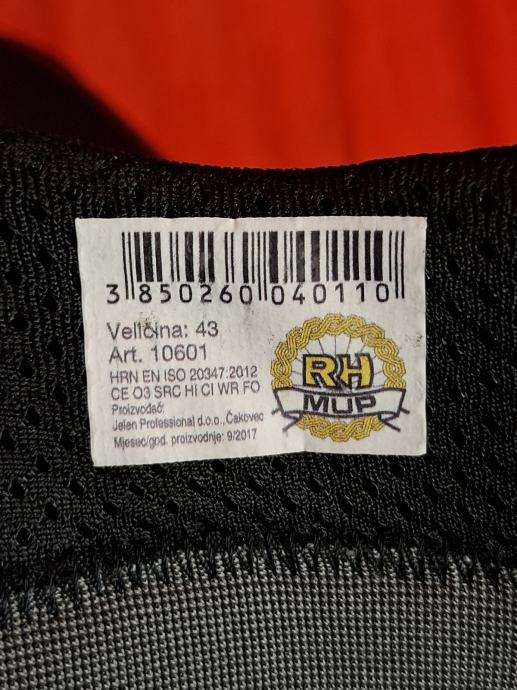 3 850260 040110
Veličina: 43
Art. 10601
HRN EN ISO 20347:2012
CE O3 SRC HI CI WR FO
Proizvođač:
Jelen Professional d.o.o., Čakovec
Mjesec/god. proizvodnje: 9/2017
RH
MUP